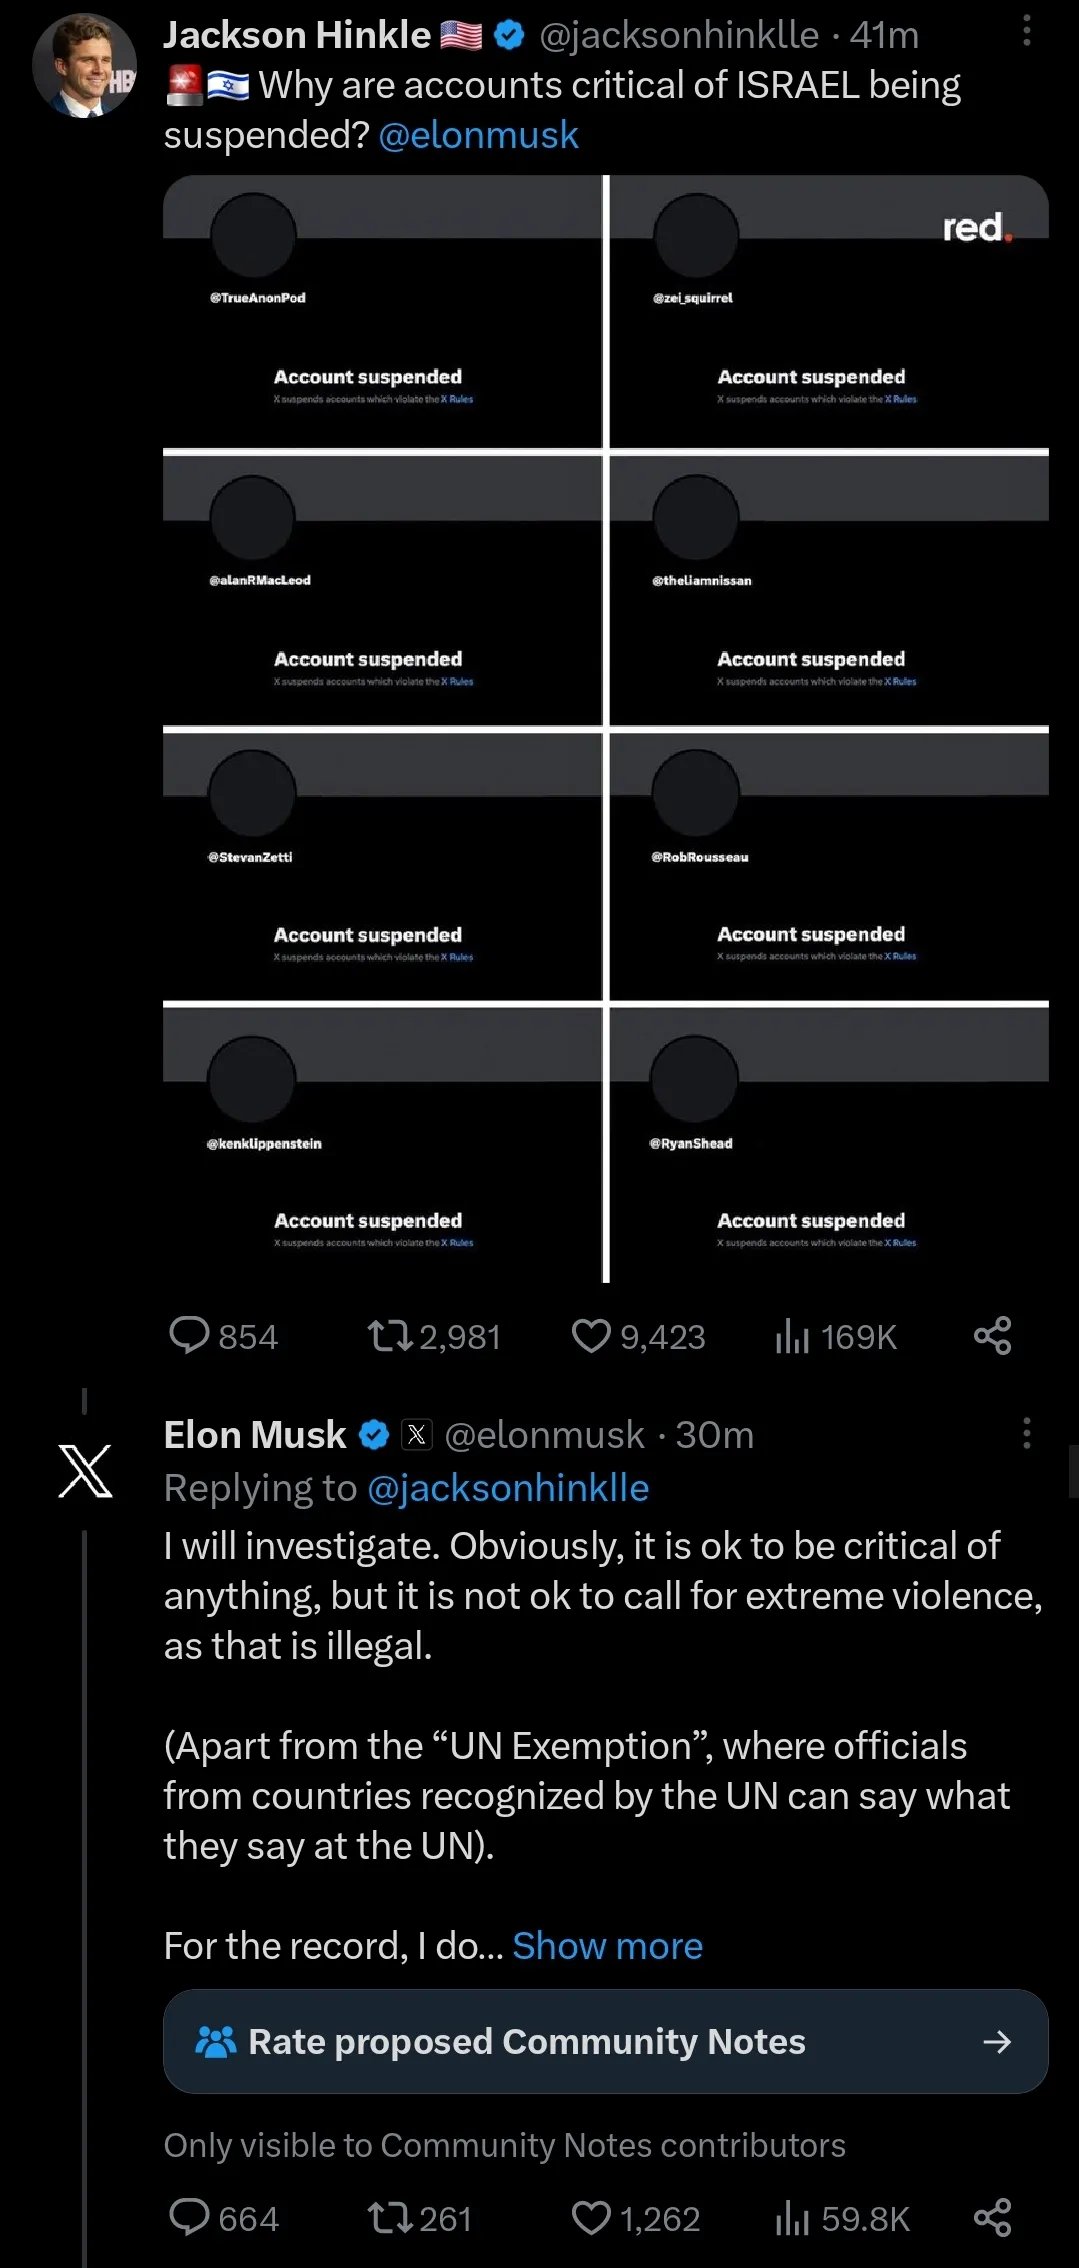 Jackson Hinkle🇺🇸 @jacksonhinklle · 41m
🚨🇮🇱 Why are accounts critical of ISRAEL being
suspended? @elonmusk
HB
red.
@TrueAnonPod
@zei_squirrel
Account suspended
X suspends accounts which violate the X Rules
Account suspended
X suspends accounts which violate the X Rules
@alanRMacLeod
@theliamnissan
Account suspended
X suspends accounts which violate the X Rules
Account suspended
X suspends accounts which violate the X Rules
@StevanZetti
@RobRousseau
Account suspended
X suspends accounts which violate the X Rules
Account suspended
X suspends accounts which violate the X Rules
@kenklippenstein
@RyanShead
Account suspended
X suspends accounts which violate the X Rules
Account suspended
X suspends accounts which violate the X Rules
854 2,981 9,423 169K
Elon Musk X @elonmusk · 30m
Replying to @jacksonhinklle
I will investigate. Obviously, it is ok to be critical of
anything, but it is not ok to call for extreme violence,
as that is illegal.
(Apart from the “UN Exemption”, where officials
from countries recognized by the UN can say what
they say at the UN).
For the record, I do... Show more
Rate proposed Community Notes
Only visible to Community Notes contributors
664 261 1,262 59.8K